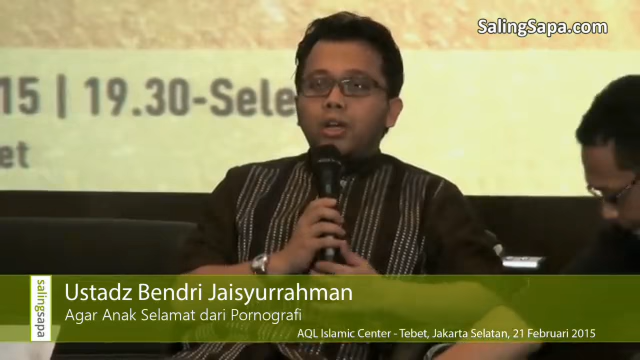 SalingSapa.com
15 | 19.30-Sele
et
salingsapa
Ustadz Bendri Jaisyurrahman
Agar Anak Selamat dari Pornografi
AQL Islamic Center - Tebet, Jakarta Selatan, 21 Februari 2015